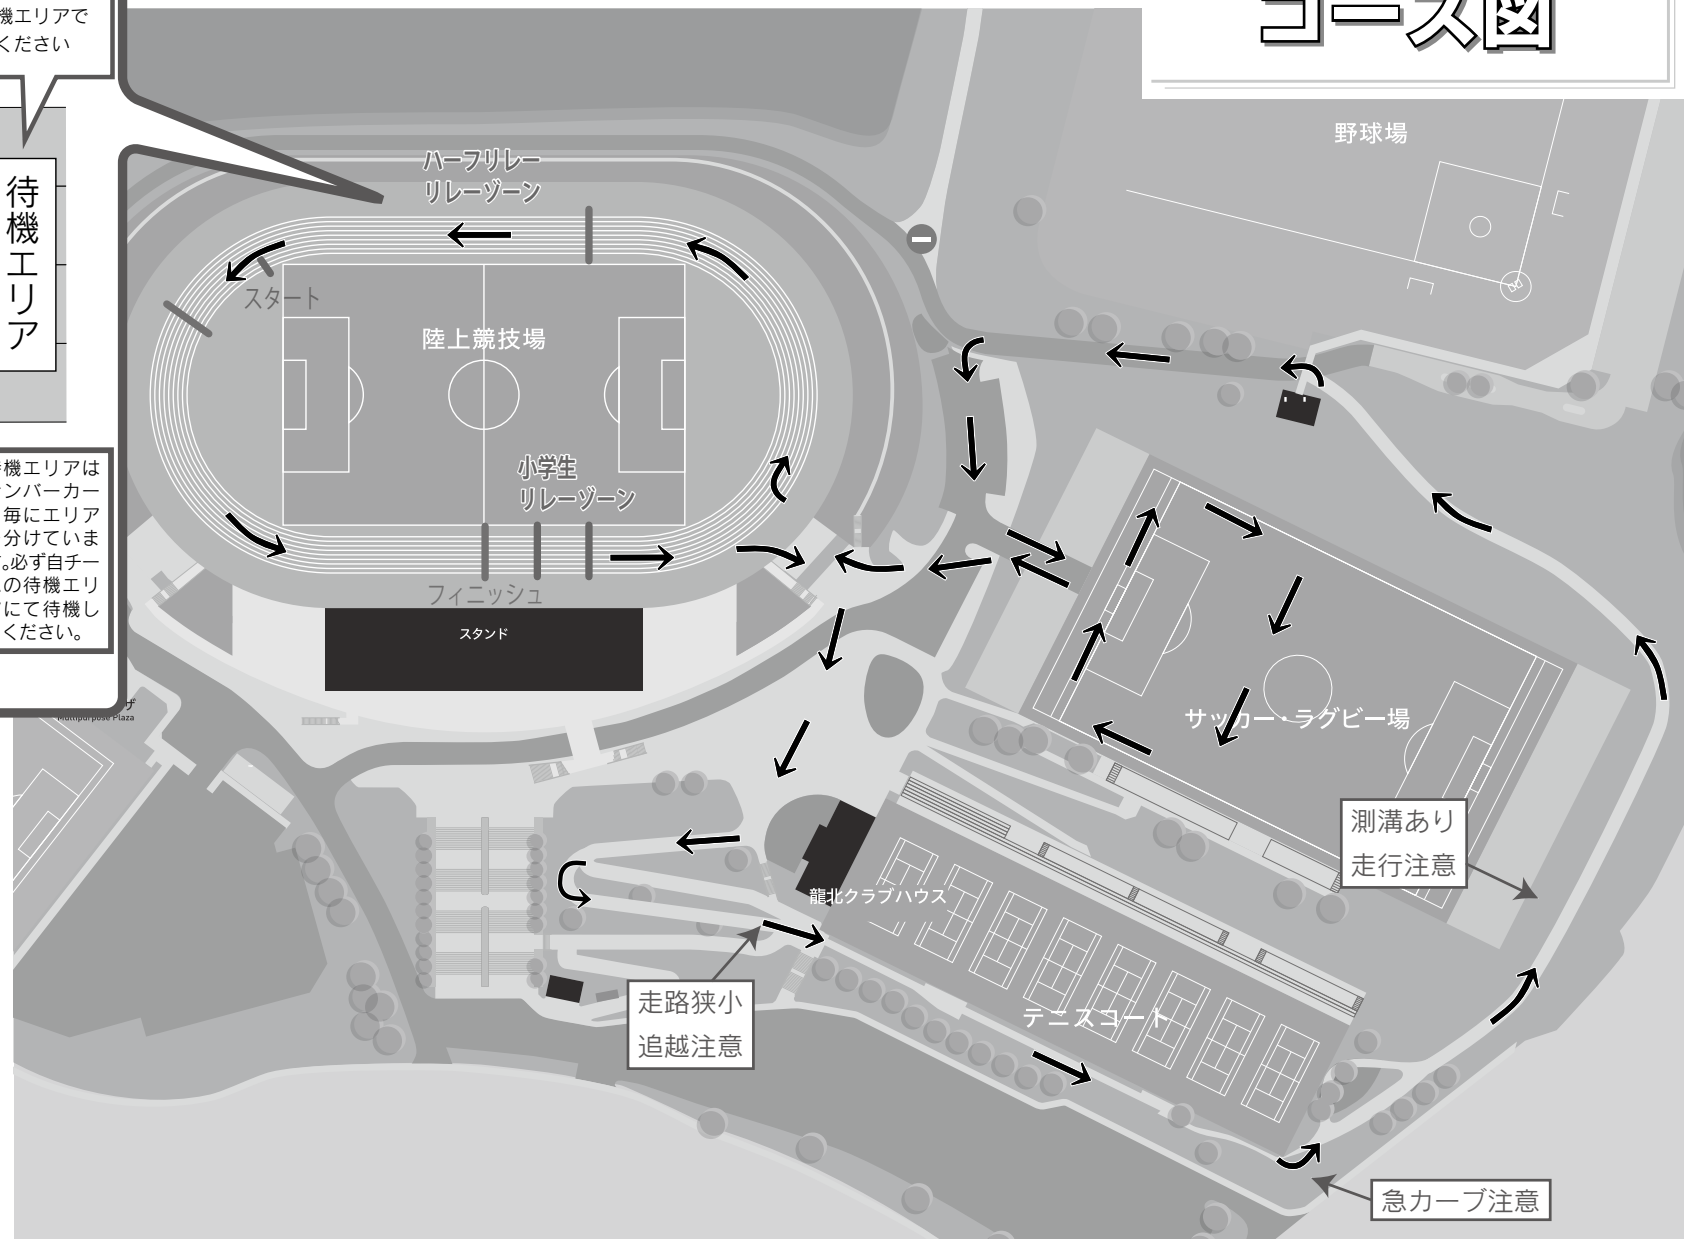 コース図
機エリアで
ください
待機エリア
機エリアは
ンバーカー
毎にエリア
分けていま
。必ず自チー
の待機エリ
にて待機し
ください。
ハーフリレー
リレーゾーン
スタート
陸上競技場
小学生
リレーゾーン
フィニッシュ
スタンド
野球場
サッカー・ラグビー場
測溝あり
走行注意
龍北クラブハウス
走路狭小
追越注意
テニスコート
急カーブ注意
ザ
Multipurpose Plaza